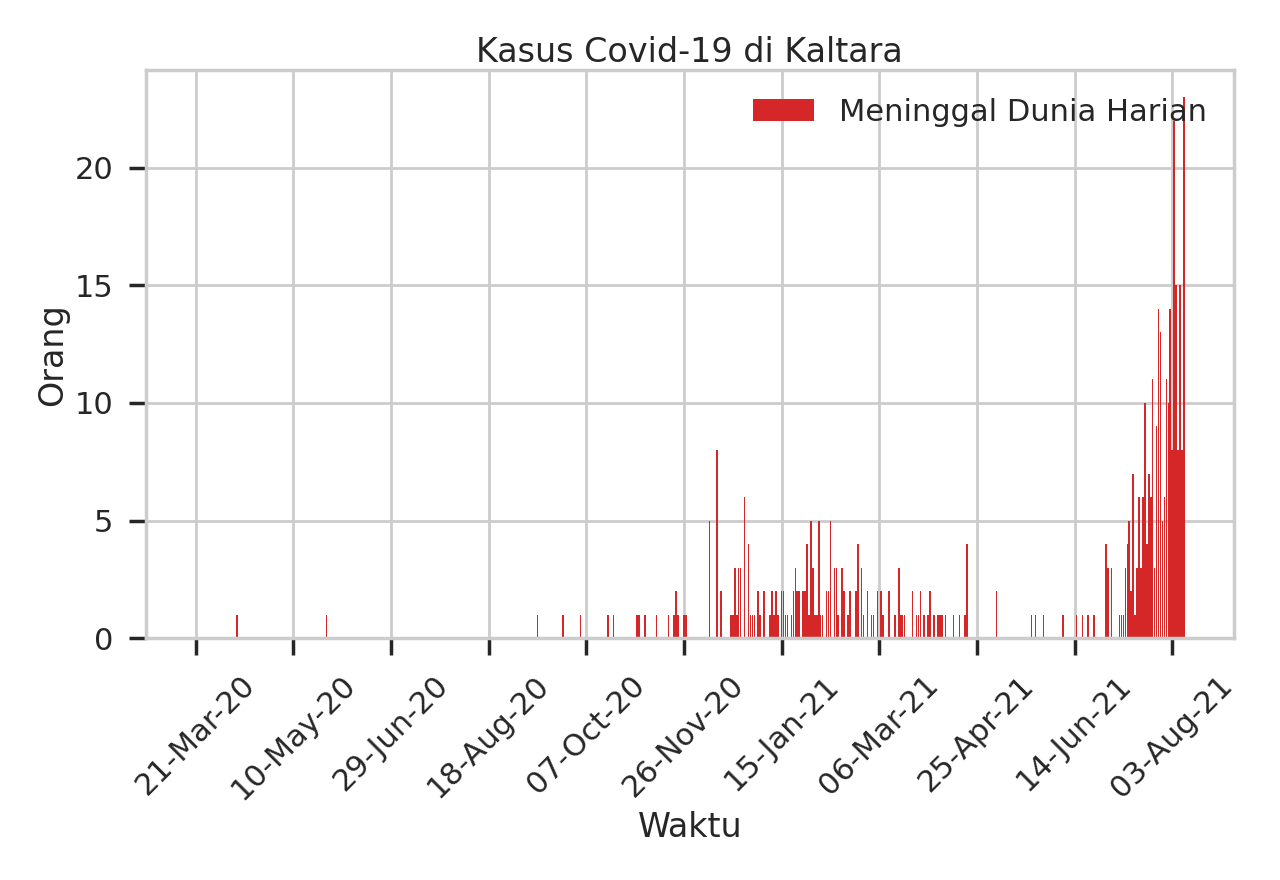 Kasus Covid-19 di Kaltara
Meninggal Dunia Harian
20
15
10
5
0
Orang
21-Mar-20
10-May-20
29-Jun-20
18-Aug-20
07-Oct-20
26-Nov-20
15-Jan-21
06-Mar-21
25-Apr-21
14-Jun-21
03-Aug-21
Waktu